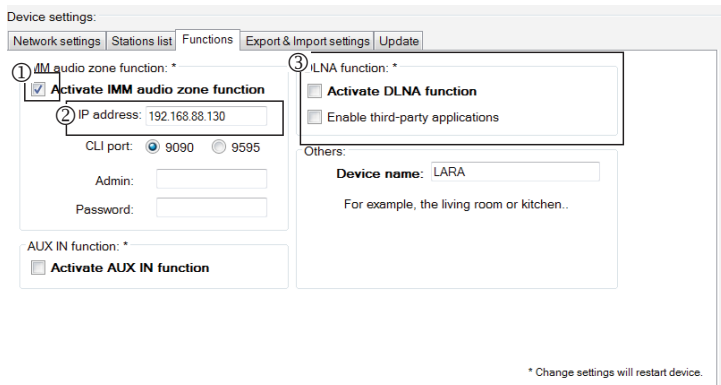 Device settings:
Network settings Stations list Functions Export & Import settings Update
① IMM audio zone function: *
Activate IMM audio zone function
② IP address: 192.168.88.130
CLI port: 9090 9595
Admin:
Password:
AUX IN function: *
Activate AUX IN function
③ DLNA function: *
Activate DLNA function
Enable third-party applications
Others:
Device name: LARA
For example, the living room or kitchen..
* Change settings will restart device.